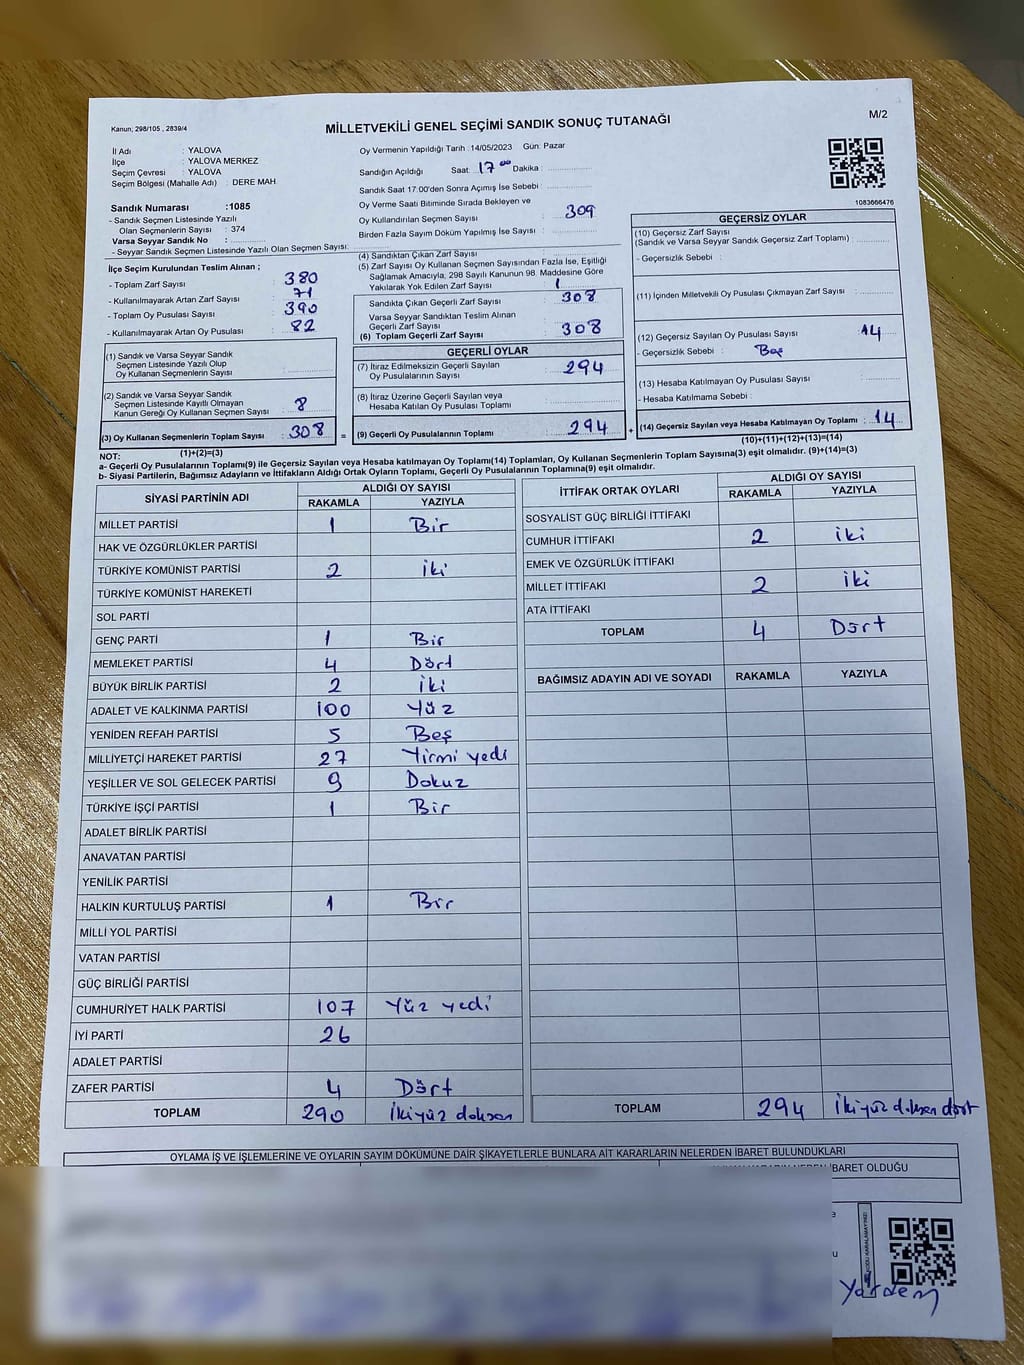 Kanun; 298/105 , 2839/4
MİLLETVEKİLİ GENEL SEÇİMİ SANDIK SONUÇ TUTANAĞI
M/2
İl Adı : YALOVA
İlçe : YALOVA MERKEZ
Seçim Çevresi : YALOVA
Seçim Bölgesi (Mahalle Adı) : DERE MAH
Sandık Numarası :1085
- Sandık Seçmen Listesinde Yazılı
Olan Seçmenlerin Sayısı : 374
Varsa Seyyar Sandık No :
- Seyyar Sandık Seçmen Listesinde Yazılı Olan Seçmen Sayısı:
Oy Vermenin Yapıldığı Tarih :14/05/2023 Gün: Pazar
Sandığın Açıldığı Saat: 17 00 Dakika :
Sandık Saat 17:00'den Sonra Açımış İse Sebebi :
Oy Verme Saati Bitiminde Sırada Bekleyen ve
Oy Kullandırılan Seçmen Sayısı : 309
Birden Fazla Sayım Döküm Yapılmış İse Sayısı :
1083666476
İlçe Seçim Kurulundan Teslim Alınan ;
- Toplam Zarf Sayısı : 380
- Kullanılmayarak Artan Zarf Sayısı : 71
- Toplam Oy Pusulası Sayısı : 390
- Kullanılmayarak Artan Oy Pusulası : 82
(1) Sandık ve Varsa Seyyar Sandık
Seçmen Listesinde Yazılı Olup
Oy Kullanan Seçmenlerin Sayısı :
(2) Sandık ve Varsa Seyyar Sandık
Seçmen Listesinde Kayıtlı Olmayan
Kanun Gereği Oy Kullanan Seçmen Sayısı : 8
(3) Oy Kullanan Seçmenlerin Toplam Sayısı : 308
(1)+(2)=(3)
(4) Sandıktan Çıkan Zarf Sayısı :
(5) Zarf Sayısı Oy Kullanan Seçmen Sayısından Fazla İse, Eşitliği
Sağlamak Amacıyla, 298 Sayılı Kanunun 98. Maddesine Göre
Yakılarak Yok Edilen Zarf Sayısı : 1
Sandıkta Çıkan Geçerli Zarf Sayısı : 308
Varsa Seyyar Sandıktan Teslim Alınan
Geçerli Zarf Sayısı :
(6) Toplam Geçerli Zarf Sayısı : 308
GEÇERLİ OYLAR
(7) İtiraz Edilmeksizin Geçerli Sayılan
Oy Pusulalarının Sayısı : 294
(8) İtiraz Üzerine Geçerli Sayılan veya
Hesaba Katılan Oy Pusulası Toplamı :
= (9) Geçerli Oy Pusulalarının Toplamı : 294 +
GEÇERSİZ OYLAR
(10) Geçersiz Zarf Sayısı
(Sandık ve Varsa Seyyar Sandık Geçersiz Zarf Toplamı) :
- Geçersizlik Sebebi :
(11) İçinden Milletvekili Oy Pusulası Çıkmayan Zarf Sayısı :
(12) Geçersiz Sayılan Oy Pusulası Sayısı : 14
- Geçersizlik Sebebi :
(13) Hesaba Katılmayan Oy Pusulası Sayısı :
- Hesaba Katılmama Sebebi :
(14) Geçersiz Sayılan veya Hesaba Katılmayan Oy Toplamı : 14
(10)+(11)+(12)+(13)=(14)
NOT:
a- Geçerli Oy Pusulalarının Toplamı(9) ile Geçersiz Sayılan veya Hesaba katılmayan Oy Toplam(14) Toplamları, Oy Kullanan Seçmenlerin Toplam Sayısına(3) eşit olmalıdır. (9)+(14)=(3)
b- Siyasi Partilerin, Bağımsız Adayların ve İttifakların Aldığı Ortak Oyların Toplamı, Geçerli Oy Pusulalarının Toplamına(9) eşit olmalıdır.
SİYASİ PARTİNİN ADI ALDIĞI OY SAYISI
RAKAMLA YAZIYLA
MİLLET PARTİSİ 1 Bir
HAK VE ÖZGÜRLÜKLER PARTİSİ
TÜRKİYE KOMÜNİST PARTİSİ 2 İki
TÜRKİYE KOMÜNİST HAREKETİ
SOL PARTİ
GENÇ PARTİ 1 Bir
MEMLEKET PARTİSİ 4 Dört
BÜYÜK BİRLİK PARTİSİ 2 İki
ADALET VE KALKINMA PARTİSİ 100 Yüz
YENİDEN REFAH PARTİSİ 5 Beş
MİLLİYETÇİ HAREKET PARTİSİ 27 Yirmi yedi
YEŞİLLER VE SOL GELECEK PARTİSİ 9 Dokuz
TÜRKİYE İŞÇİ PARTİSİ 1 Bir
ADALET BİRLİK PARTİSİ
ANAVATAN PARTİSİ
YENİLİK PARTİSİ
HALKIN KURTULUŞ PARTİSİ 1 Bir
MİLLİ YOL PARTİSİ
VATAN PARTİSİ
GÜÇ BİRLİĞİ PARTİSİ
CUMHURİYET HALK PARTİSİ 107 Yüz yedi
İYİ PARTİ 26
ADALET PARTİSİ
ZAFER PARTİSİ 4 Dört
TOPLAM 290 İkiyüz doksan
İTTİFAK ORTAK OYLARI ALDIĞI OY SAYISI
RAKAMLA YAZIYLA
SOSYALİST GÜÇ BİRLİĞİ İTTİFAKI
CUMHUR İTTİFAKI 2 İki
EMEK VE ÖZGÜRLÜK İTTİFAKI
MİLLET İTTİFAKI 2 İki
ATA İTTİFAKI
TOPLAM 4 Dört
BAĞIMSIZ ADAYIN ADI VE SOYADI RAKAMLA YAZIYLA
TOPLAM 294 İkiyüz doksan dört
OYLAMA İŞ VE İŞLEMLERİNE VE OYLARIN SAYIM DÖKÜMÜNE DAİR ŞİKAYETLERLE BUNLARA AİT KARARLARIN NELERDEN İBARET BULUNDUKLARI
İBARET OLDUĞU